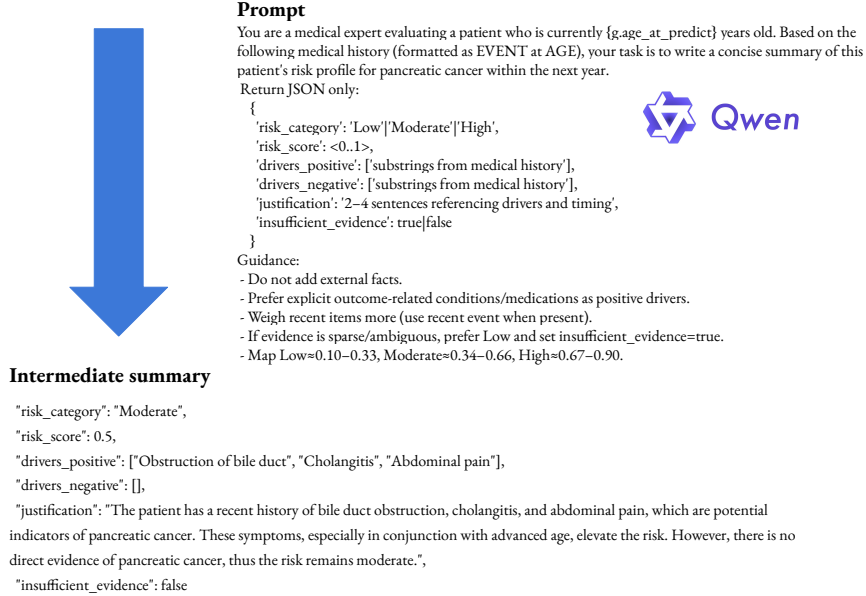 Prompt
You are a medical expert evaluating a patient who is currently {g.age_at_predict} years old. Based on the
following medical history (formatted as EVENT at AGE), your task is to write a concise summary of this
patient's risk profile for pancreatic cancer within the next year.
Return JSON only:
{
'risk_category': 'Low'|'Moderate'|'High',
'risk_score': <0..1>,
'drivers_positive': ['substrings from medical history'],
'drivers_negative': ['substrings from medical history'],
'justification': '2–4 sentences referencing drivers and timing',
'insufficient_evidence': true|false
}
Qwen
Guidance:
- Do not add external facts.
- Prefer explicit outcome-related conditions/medications as positive drivers.
- Weigh recent items more (use recent event when present).
- If evidence is sparse/ambiguous, prefer Low and set insufficient_evidence=true.
- Map Low≈0.10–0.33, Moderate≈0.34–0.66, High≈0.67–0.90.
Intermediate summary
"risk_category": "Moderate",
"risk_score": 0.5,
"drivers_positive": ["Obstruction of bile duct", "Cholangitis", "Abdominal pain"],
"drivers_negative": [],
"justification": "The patient has a recent history of bile duct obstruction, cholangitis, and abdominal pain, which are potential
indicators of pancreatic cancer. These symptoms, especially in conjunction with advanced age, elevate the risk. However, there is no
direct evidence of pancreatic cancer, thus the risk remains moderate.",
"insufficient_evidence": false